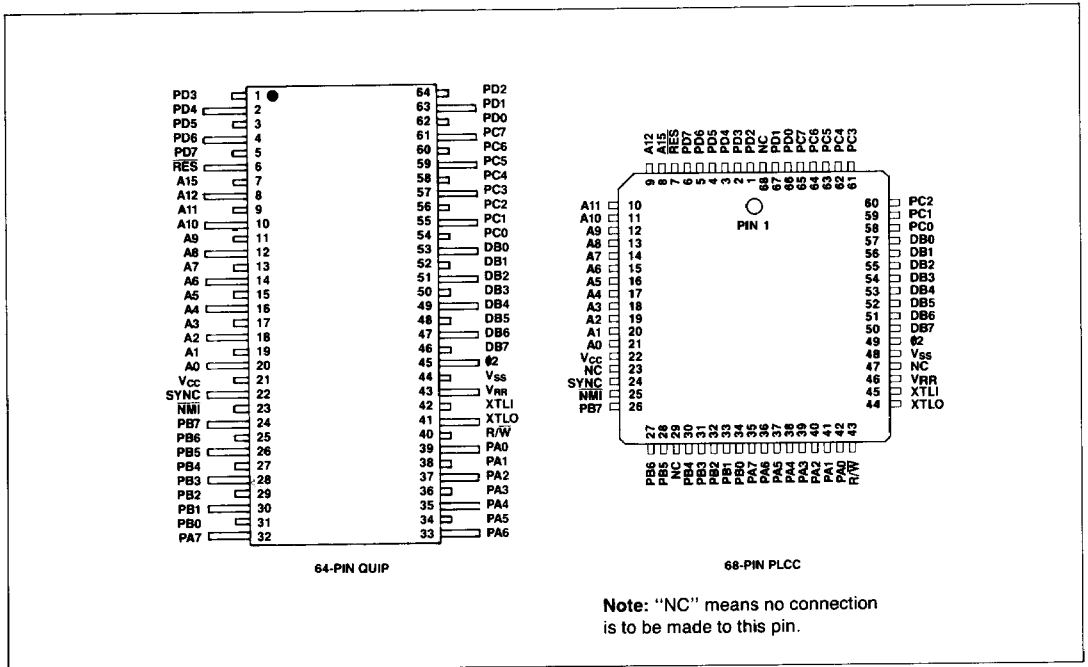 PD3 1 64 PD2
PD4 2 63 PD1
PD5 3 62 PD0
PD6 4 61 PC7
PD7 5 60 PC6
R̅E̅S̅ 6 59 PC5
A15 7 58 PC4
A12 8 57 PC3
A11 9 56 PC2
A10 10 55 PC1
A9 11 54 PC0
A8 12 53 DB0
A7 13 52 DB1
A6 14 51 DB2
A5 15 50 DB3
A4 16 49 DB4
A3 17 48 DB5
A2 18 47 DB6
A1 19 46 DB7
A0 20 45 ϕ2
VCC 21 44 VSS
SYNC 22 43 VRR
N̅M̅I̅ 23 42 XTLI
PB7 24 41 XTLO
PB6 25 40 R/W̅
PB5 26 39 PA0
PB4 27 38 PA1
PB3 28 37 PA2
PB2 29 36 PA3
PB1 30 35 PA4
PB0 31 34 PA5
PA7 32 33 PA6
64-PIN QUIP
A12 A15 R̅E̅S̅ PD7 PD6 PD5 PD4 PD3 PD2 NC PD1 PD0 PC7 PC6 PC5 PC4 PC3
9 8 7 6 5 4 3 2 1 68 67 66 65 64 63 62 61
PIN 1
A11 10 60 PC2
A10 11 59 PC1
A9 12 58 PC0
A8 13 57 DB0
A7 14 56 DB1
A6 15 55 DB2
A5 16 54 DB3
A4 17 53 DB4
A3 18 52 DB5
A2 19 51 DB6
A1 20 50 DB7
A0 21 49 ϕ2
VCC 22 48 VSS
NC 23 47 NC
SYNC 24 46 VRR
N̅M̅I̅ 25 45 XTLI
PB7 26 44 XTLO
27 28 29 30 31 32 33 34 35 36 37 38 39 40 41 42 43
PB6 PB5 NC PB4 PB3 PB2 PB1 PB0 PA7 PA6 PA5 PA4 PA3 PA2 PA1 PA0 R/W̅
68-PIN PLCC
Note: "NC" means no connection
is to be made to this pin.